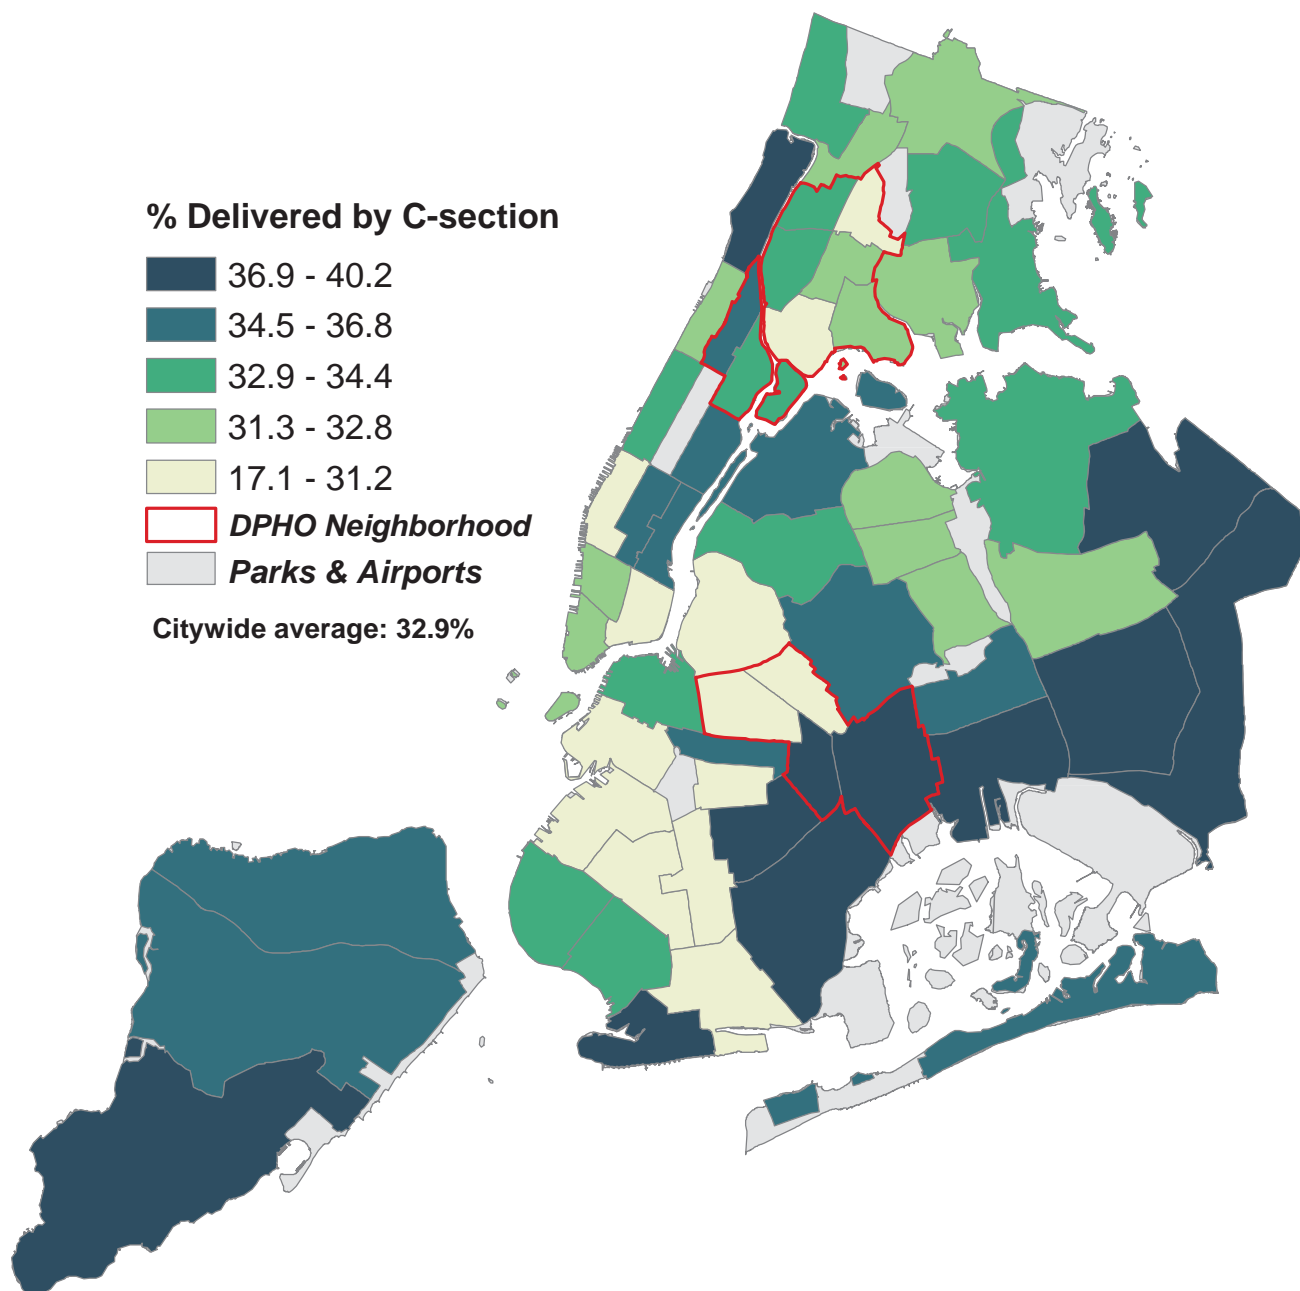 % Delivered by C-section
36.9 - 40.2
34.5 - 36.8
32.9 - 34.4
31.3 - 32.8
17.1 - 31.2
DPHO Neighborhood
Parks & Airports
Citywide average: 32.9%